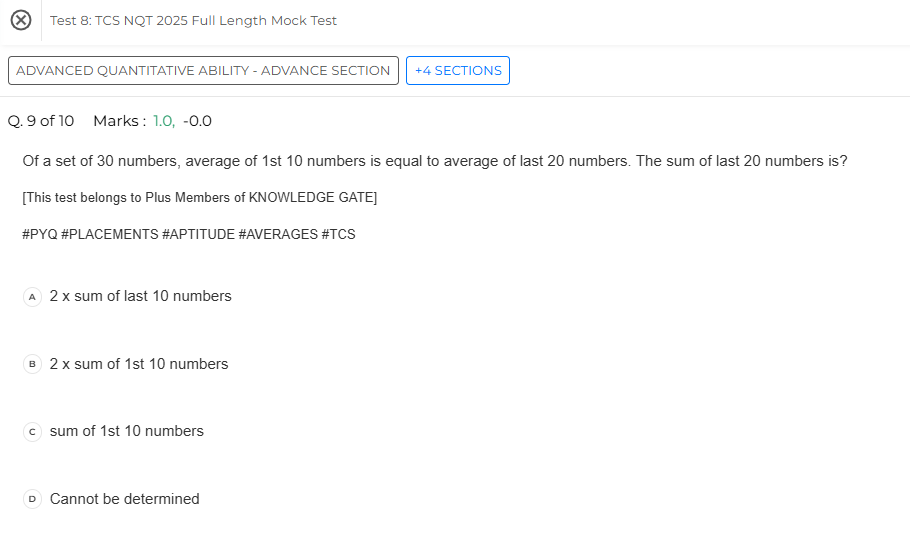 Test 8: TCS NQT 2025 Full Length Mock Test
ADVANCED QUANTITATIVE ABILITY - ADVANCE SECTION +4 SECTIONS
Q. 9 of 10 Marks : 1.0, -0.0
Of a set of 30 numbers, average of 1st 10 numbers is equal to average of last 20 numbers. The sum of last 20 numbers is?
[This test belongs to Plus Members of KNOWLEDGE GATE]
#PYQ #PLACEMENTS #APTITUDE #AVERAGES #TCS
A 2 x sum of last 10 numbers
B 2 x sum of 1st 10 numbers
C sum of 1st 10 numbers
D Cannot be determined